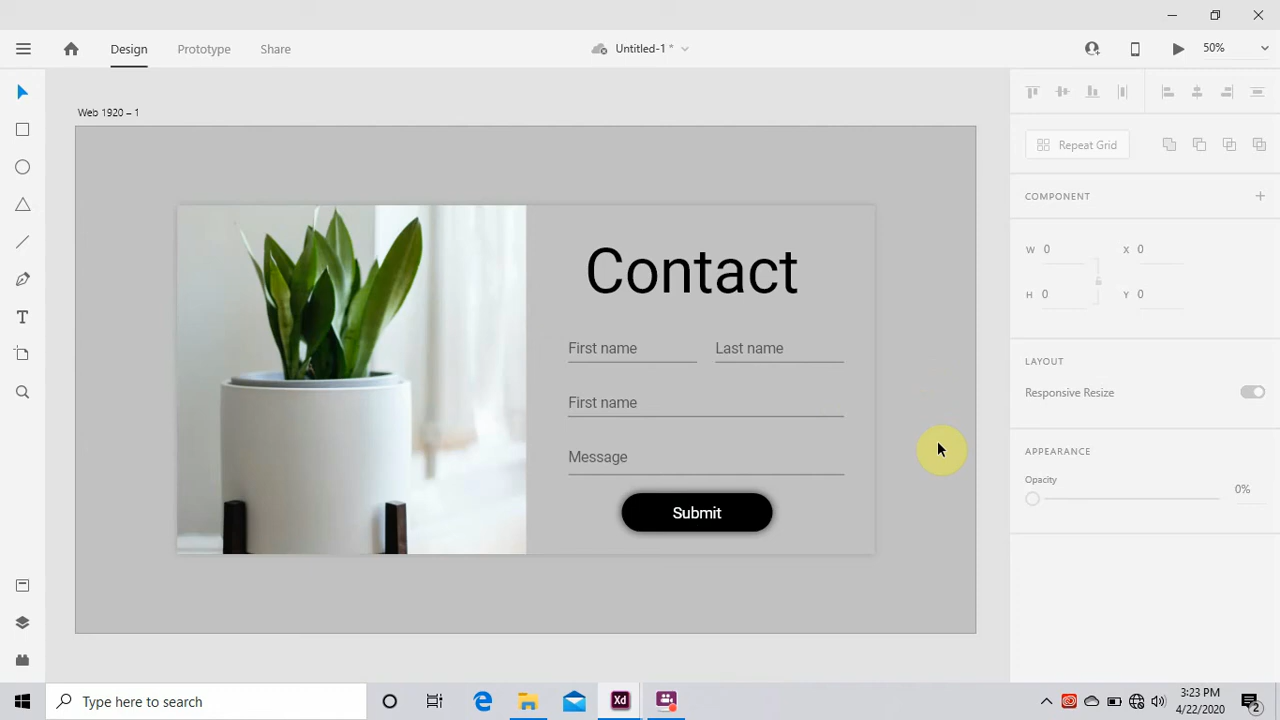 Design
Prototype
Share
Untitled-1 *
50%
Web 1920 – 1
Repeat Grid
COMPONENT
W 0
X 0
H 0
Y 0
LAYOUT
Responsive Resize
APPEARANCE
Opacity
0%
Contact
First name
Last name
First name
Message
Submit
T
Type here to search
Xd
3:23 PM
4/22/2020
2